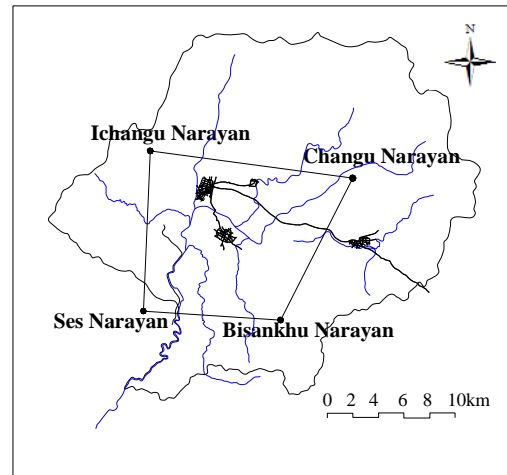 N
Ichangu Narayan
Changu Narayan
Ses Narayan
Bisankhu Narayan
0 2 4 6 8 10km